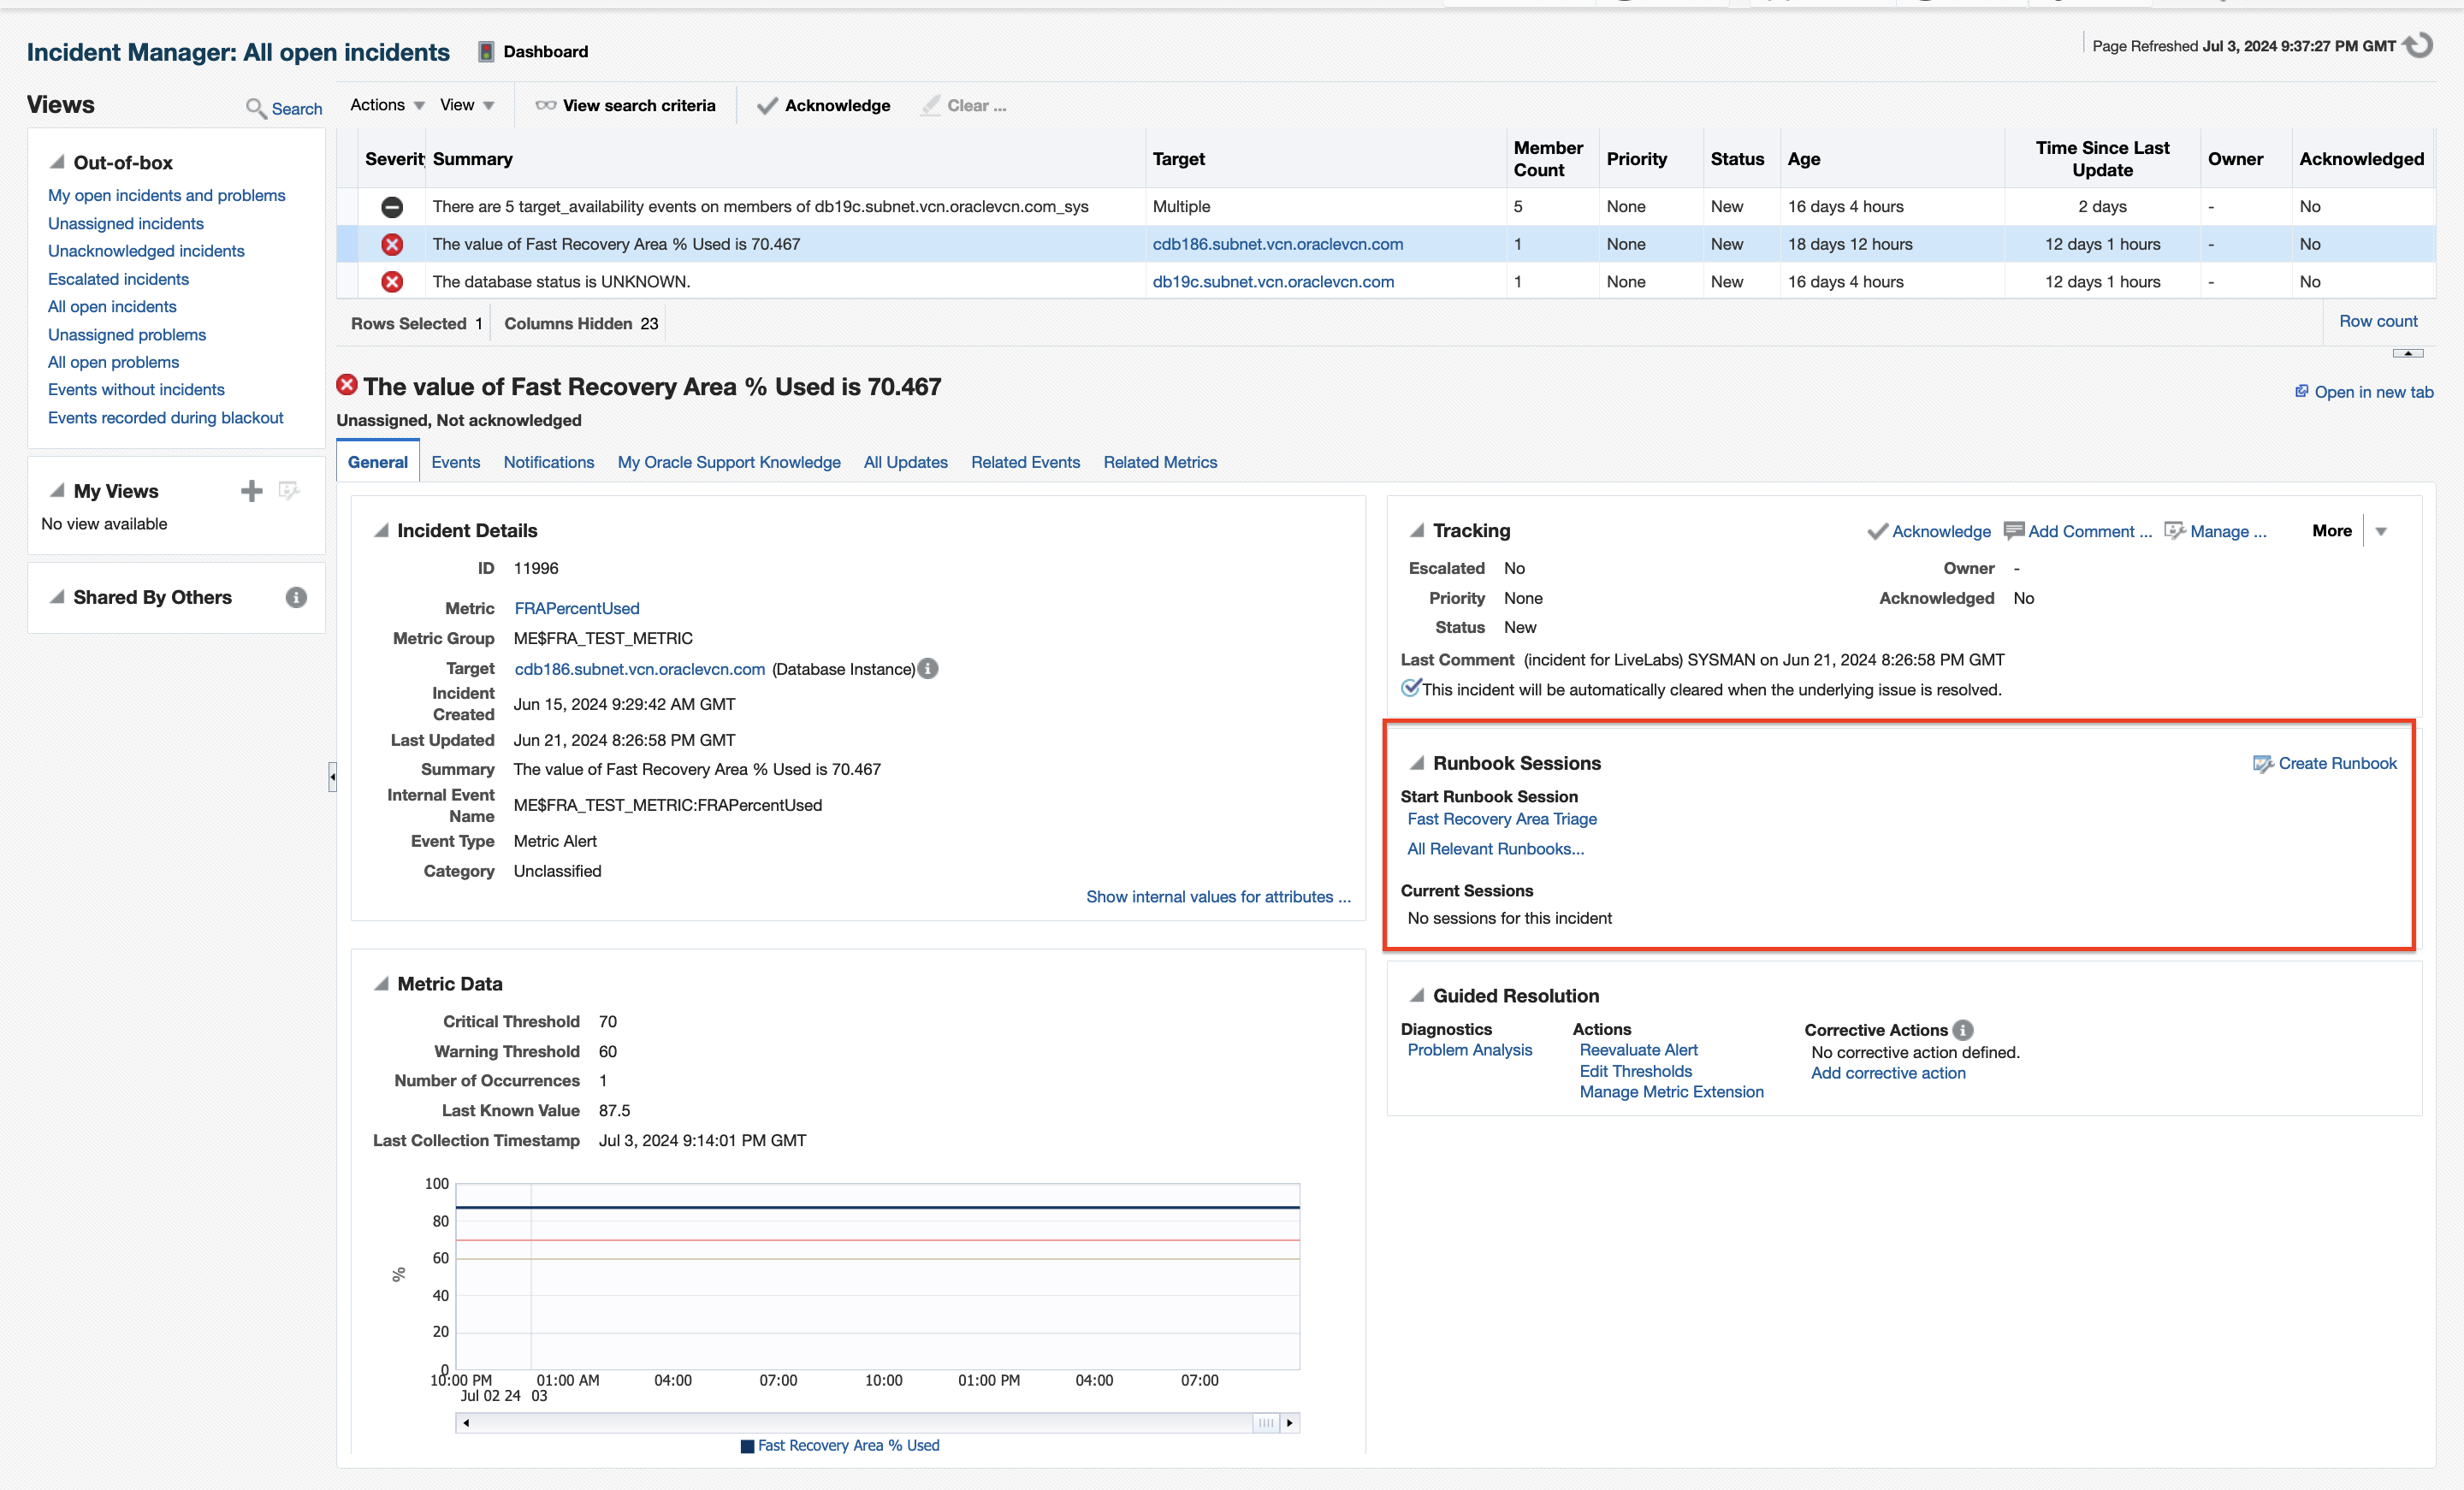 Incident Manager: All open incidents
Dashboard
Page Refreshed Jul 3, 2024 9:37:27 PM GMT
Views
Search
Out-of-box
My open incidents and problems
Unassigned incidents
Unacknowledged incidents
Escalated incidents
All open incidents
Unassigned problems
All open problems
Events without incidents
Events recorded during blackout
My Views
No view available
Shared By Others
Actions View View search criteria Acknowledge Clear ...
Severit Summary Target Member Count Priority Status Age Time Since Last Update Owner Acknowledged
There are 5 target_availability events on members of db19c.subnet.vcn.oraclevcn.com_sys Multiple 5 None New 16 days 4 hours 2 days - No
The value of Fast Recovery Area % Used is 70.467 cdb186.subnet.vcn.oraclevcn.com 1 None New 18 days 12 hours 12 days 1 hours - No
The database status is UNKNOWN. db19c.subnet.vcn.oraclevcn.com 1 None New 16 days 4 hours 12 days 1 hours - No
Rows Selected 1 Columns Hidden 23
Row count
The value of Fast Recovery Area % Used is 70.467
Open in new tab
Unassigned, Not acknowledged
General Events Notifications My Oracle Support Knowledge All Updates Related Events Related Metrics
Incident Details
ID 11996
Metric FRAPercentUsed
Metric Group ME$FRA_TEST_METRIC
Target cdb186.subnet.vcn.oraclevcn.com (Database Instance)
Incident Created Jun 15, 2024 9:29:42 AM GMT
Last Updated Jun 21, 2024 8:26:58 PM GMT
Summary The value of Fast Recovery Area % Used is 70.467
Internal Event Name ME$FRA_TEST_METRIC:FRAPercentUsed
Event Type Metric Alert
Category Unclassified
Show internal values for attributes ...
Metric Data
Critical Threshold 70
Warning Threshold 60
Number of Occurrences 1
Last Known Value 87.5
Last Collection Timestamp Jul 3, 2024 9:14:01 PM GMT
100
80
60
40
20
0
%
10:00 PM 01:00 AM 04:00 07:00 10:00 01:00 PM 04:00 07:00
Jul 02 24 03
Fast Recovery Area % Used
Tracking
Acknowledge Add Comment ... Manage ... More
Escalated No Owner -
Priority None Acknowledged No
Status New
Last Comment (incident for LiveLabs) SYSMAN on Jun 21, 2024 8:26:58 PM GMT
This incident will be automatically cleared when the underlying issue is resolved.
Runbook Sessions
Create Runbook
Start Runbook Session
Fast Recovery Area Triage
All Relevant Runbooks...
Current Sessions
No sessions for this incident
Guided Resolution
Diagnostics Actions Corrective Actions
Problem Analysis Reevaluate Alert No corrective action defined.
Edit Thresholds Add corrective action
Manage Metric Extension